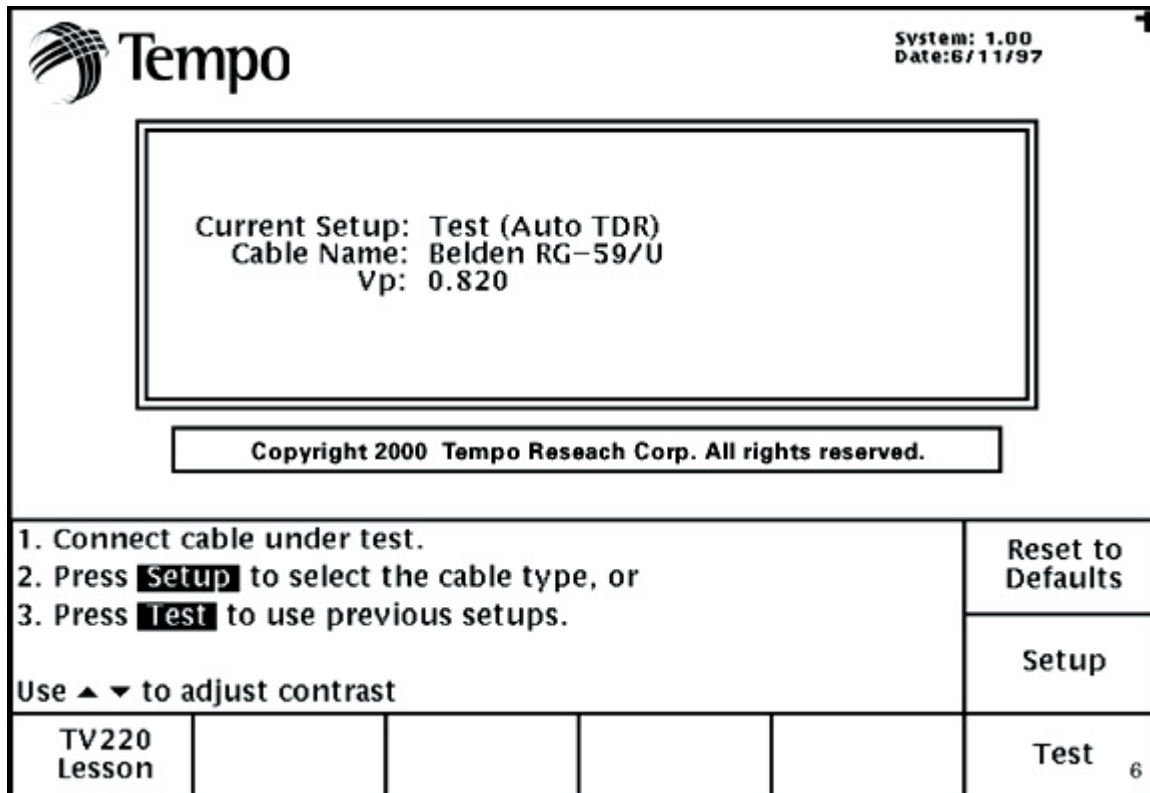 Tempo
System: 1.00
Date:6/11/97
Current Setup: Test (Auto TDR)
Cable Name: Belden RG-59/U
Vp: 0.820
Copyright 2000 Tempo Reseach Corp. All rights reserved.
1. Connect cable under test.
2. Press Setup to select the cable type, or
3. Press Test to use previous setups.
Use ▲ ▼ to adjust contrast
Reset to
Defaults
Setup
TV220
Lesson
Test
6